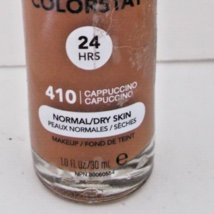 COLORSTAY
24
HRS
410 CAPPUCCINO
CAPUCCINO
NORMAL/DRY SKIN
PEAUX NORMALES / SÈCHES
MAKEUP / FOND DE TEINT
1.0 fl oz/30 mL e